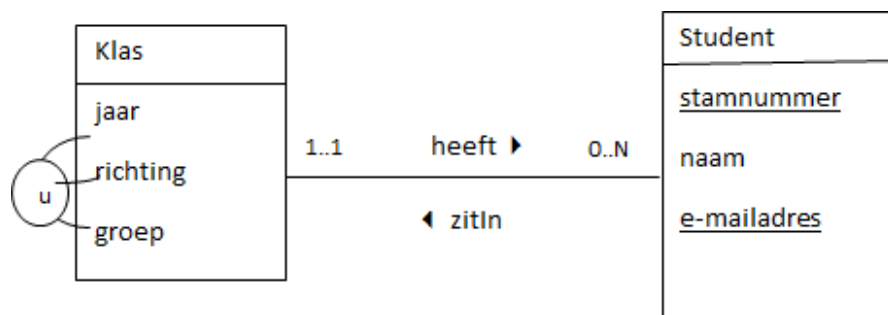 Klas
jaar
richting
groep
u
1..1
heeft
0..N
zitIn
Student
stamnummer
naam
e-mailadres